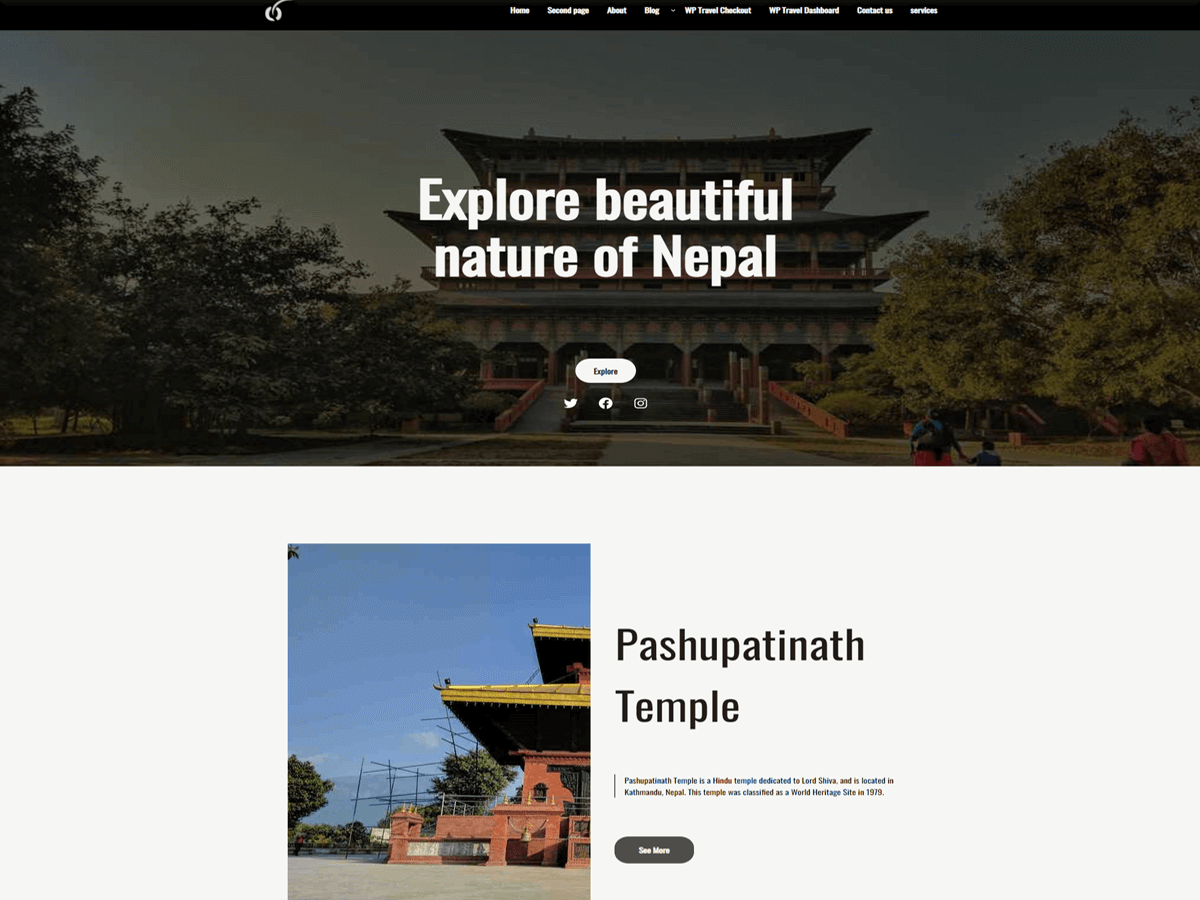 Home Second page About Blog WP Travel Checkout WP Travel Dashboard Contact us services
Explore beautiful
nature of Nepal
Explore
Pashupatinath
Temple
Pashupatinath Temple is a Hindu temple dedicated to Lord Shiva, and is located in
Kathmandu, Nepal. This temple was classified as a World Heritage Site in 1979.
See More